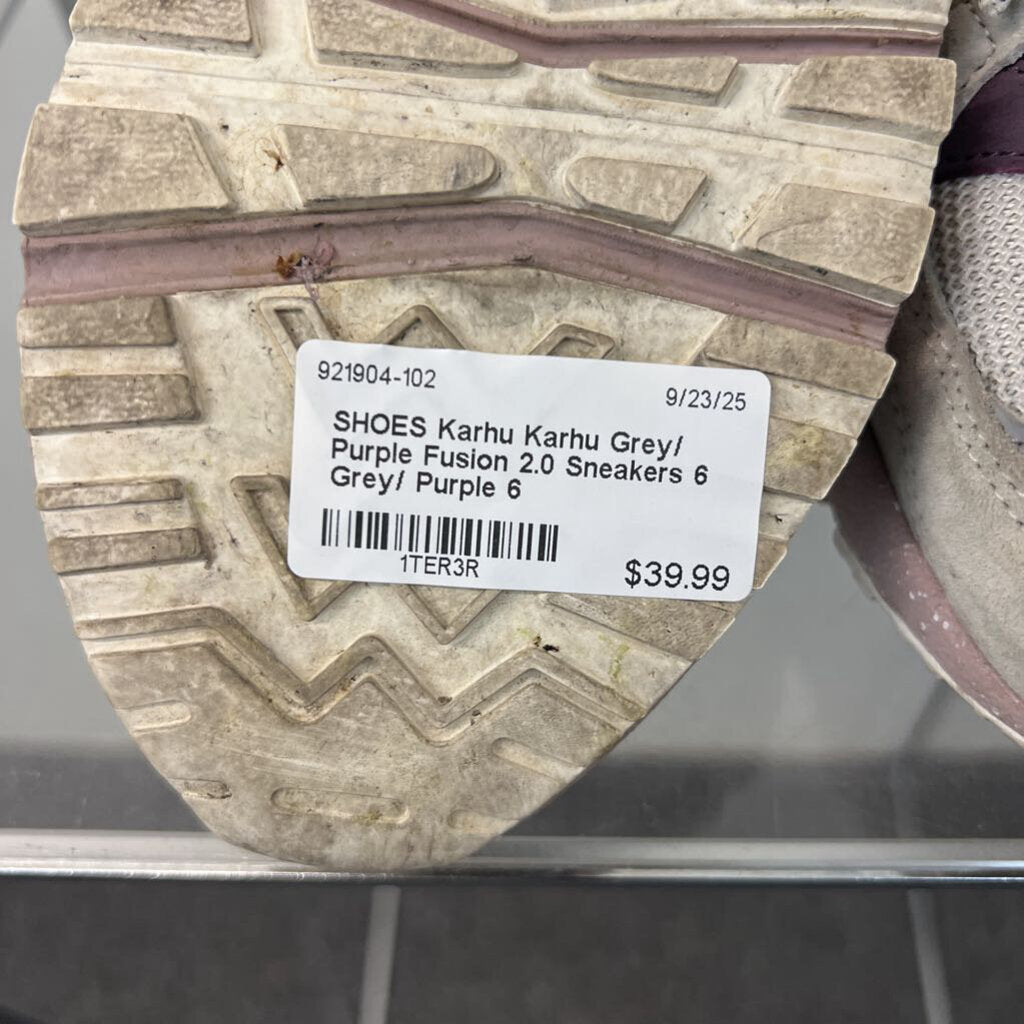 921904-102
9/23/25
SHOES Karhu Karhu Grey/
Purple Fusion 2.0 Sneakers 6
Grey/ Purple 6
1TER3R
$39.99